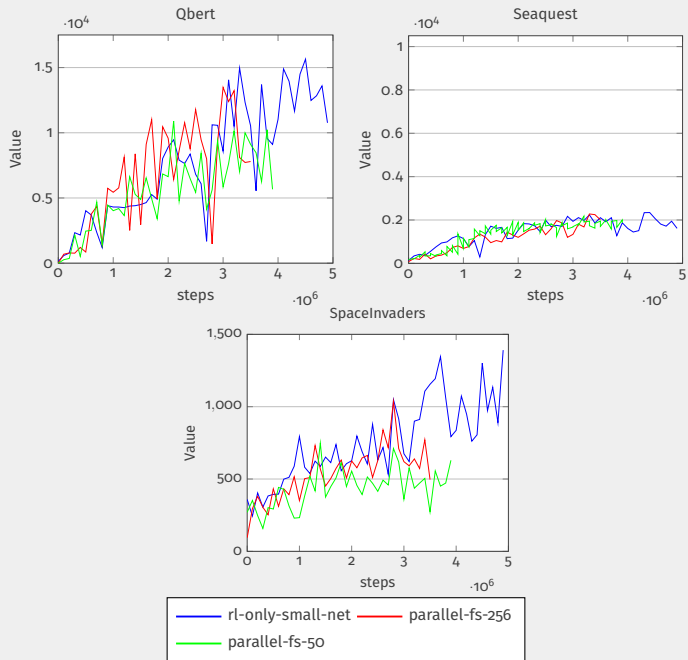 Qbert
·10⁴
1.5
1
0.5
0
Value
0 1 2 3 4 5
steps
·10⁶
Seaquest
·10⁴
1
0.8
0.6
0.4
0.2
0
Value
0 1 2 3 4 5
steps
·10⁶
SpaceInvaders
1,500
1,000
500
0
Value
0 1 2 3 4 5
steps
·10⁶
rl-only-small-net parallel-fs-256
parallel-fs-50